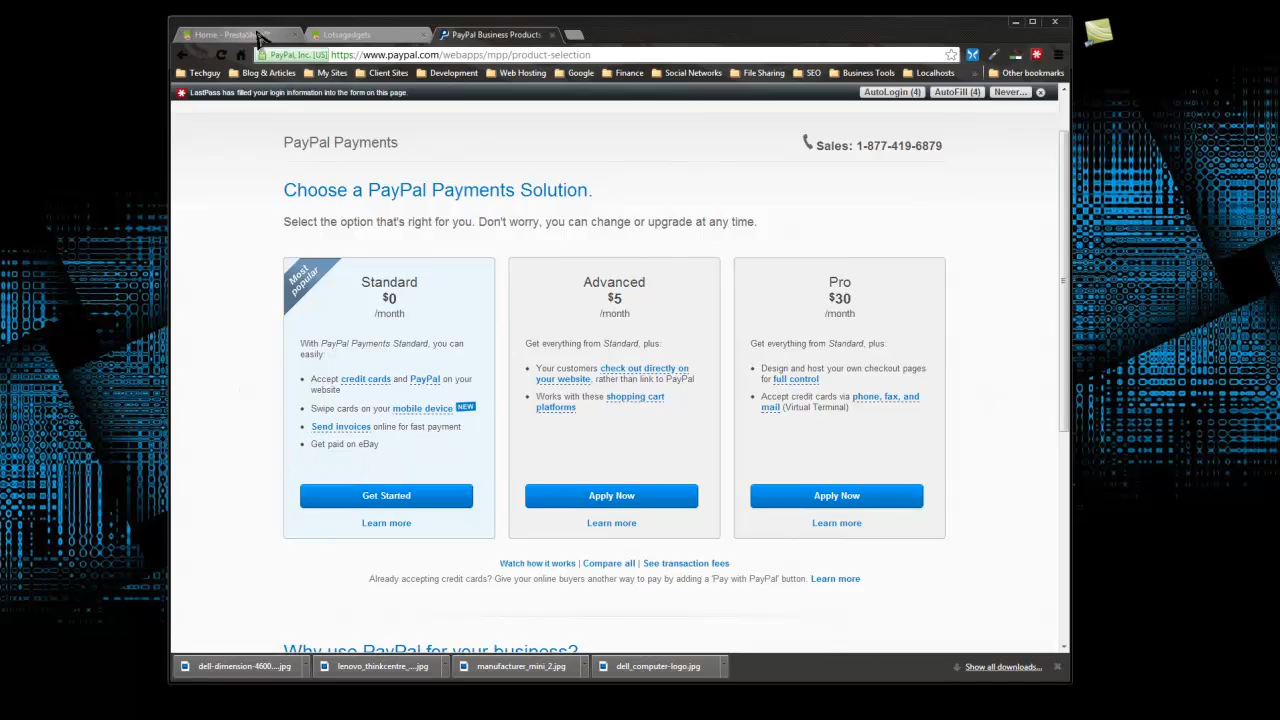 Home - PrestaShop™
Lotsagadgets
PayPal Business Products
PayPal, Inc. [US] https://www.paypal.com/webapps/mpp/product-selection
Techguy Blog & Articles My Sites Client Sites Development Web Hosting Google Finance Social Networks File Sharing SEO Business Tools Localhosts » Other bookmarks
LastPass has filled your login information into the form on this page. AutoLogin (4) AutoFill (4) Never...
PayPal Payments
Sales: 1-877-419-6879
Choose a PayPal Payments Solution.
Select the option that's right for you. Don't worry, you can change or upgrade at any time.
Most popular
Standard
$0
/month
With PayPal Payments Standard, you can
easily:
Accept credit cards and PayPal on your
website
Swipe cards on your mobile device NEW
Send invoices online for fast payment
Get paid on eBay
Get Started
Learn more
Advanced
$5
/month
Get everything from Standard, plus:
Your customers check out directly on
your website, rather than link to PayPal
Works with these shopping cart
platforms
Apply Now
Learn more
Pro
$30
/month
Get everything from Standard, plus:
Design and host your own checkout pages
for full control
Accept credit cards via phone, fax, and
mail (Virtual Terminal)
Apply Now
Learn more
Watch how it works | Compare all | See transaction fees
Already accepting credit cards? Give your online buyers another way to pay by adding a 'Pay with PayPal' button. Learn more
Why use PayPal for your business?
dell-dimension-4600....jpg lenovo_thinkcentre_....jpg manufacturer_mini_2.jpg dell_computer-logo.jpg Show all downloads...